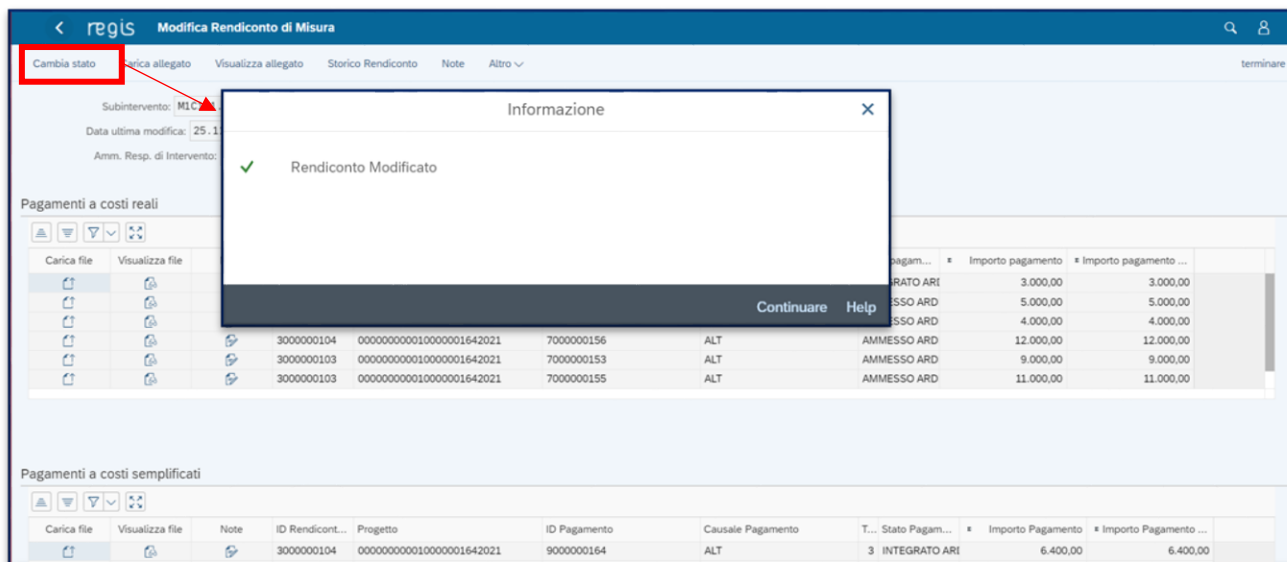 regis Modifica Rendiconto di Misura
Cambia stato Carica allegato Visualizza allegato Storico Rendiconto Note Altro terminare
Subintervento: M1C
Informazione
Data ultima modifica: 25.1
Amm. Resp. di Intervento:
Rendiconto Modificato
Pagamenti a costi reali
Carica file Visualizza file Importo pagamento Importo pagamento ...
3.000,00 3.000,00
5.000,00 5.000,00
4.000,00 4.000,00
Continuare Help
3000000104 000000000010000001642021 7000000156 ALT AMMESSO ARD 12.000,00 12.000,00
3000000103 000000000010000001642021 7000000153 ALT AMMESSO ARD 9.000,00 9.000,00
3000000103 000000000010000001642021 7000000155 ALT AMMESSO ARD 11.000,00 11.000,00
Pagamenti a costi semplificati
Carica file Visualizza file Note ID Rendicont... Progetto ID Pagamento Causale Pagamento T... Stato Pagam... Importo Pagamento Importo Pagamento ...
3000000104 000000000010000001642021 9000000164 ALT 3 INTEGRATO ARI 6.400,00 6.400,00